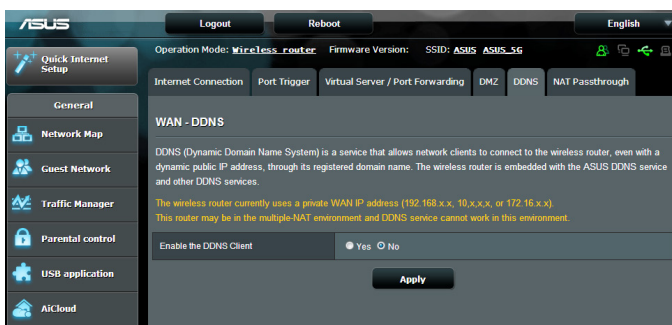 ASUS
Logout
Reboot
English
Quick Internet Setup
Operation Mode: Wireless router Firmware Version: SSID: ASUS ASUS_5G
Internet Connection
Port Trigger
Virtual Server / Port Forwarding
DMZ
DDNS
NAT Passthrough
General
Network Map
Guest Network
Traffic Manager
Parental control
USB application
AiCloud
WAN - DDNS
DDNS (Dynamic Domain Name System) is a service that allows network clients to connect to the wireless router, even with a
dynamic public IP address, through its registered domain name. The wireless router is embedded with the ASUS DDNS service
and other DDNS services.
The wireless router currently uses a private WAN IP address (192.168.x.x, 10,x,x,x, or 172.16.x.x).
This router may be in the multiple-NAT environment and DDNS service cannot work in this environment.
Enable the DDNS Client
Yes No
Apply